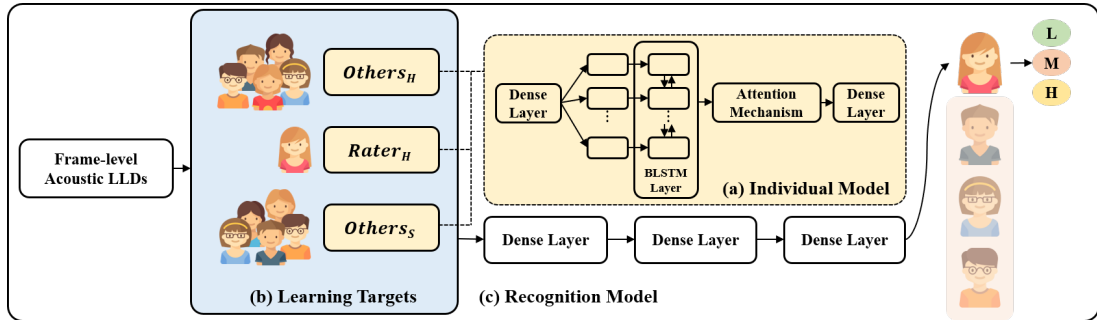 Frame-level
Acoustic LLDs
Others_H
Rater_H
Others_S
(b) Learning Targets
Dense
Layer
BLSTM
Layer
Attention
Mechanism
Dense
Layer
(a) Individual Model
Dense Layer
Dense Layer
Dense Layer
(c) Recognition Model
L
M
H